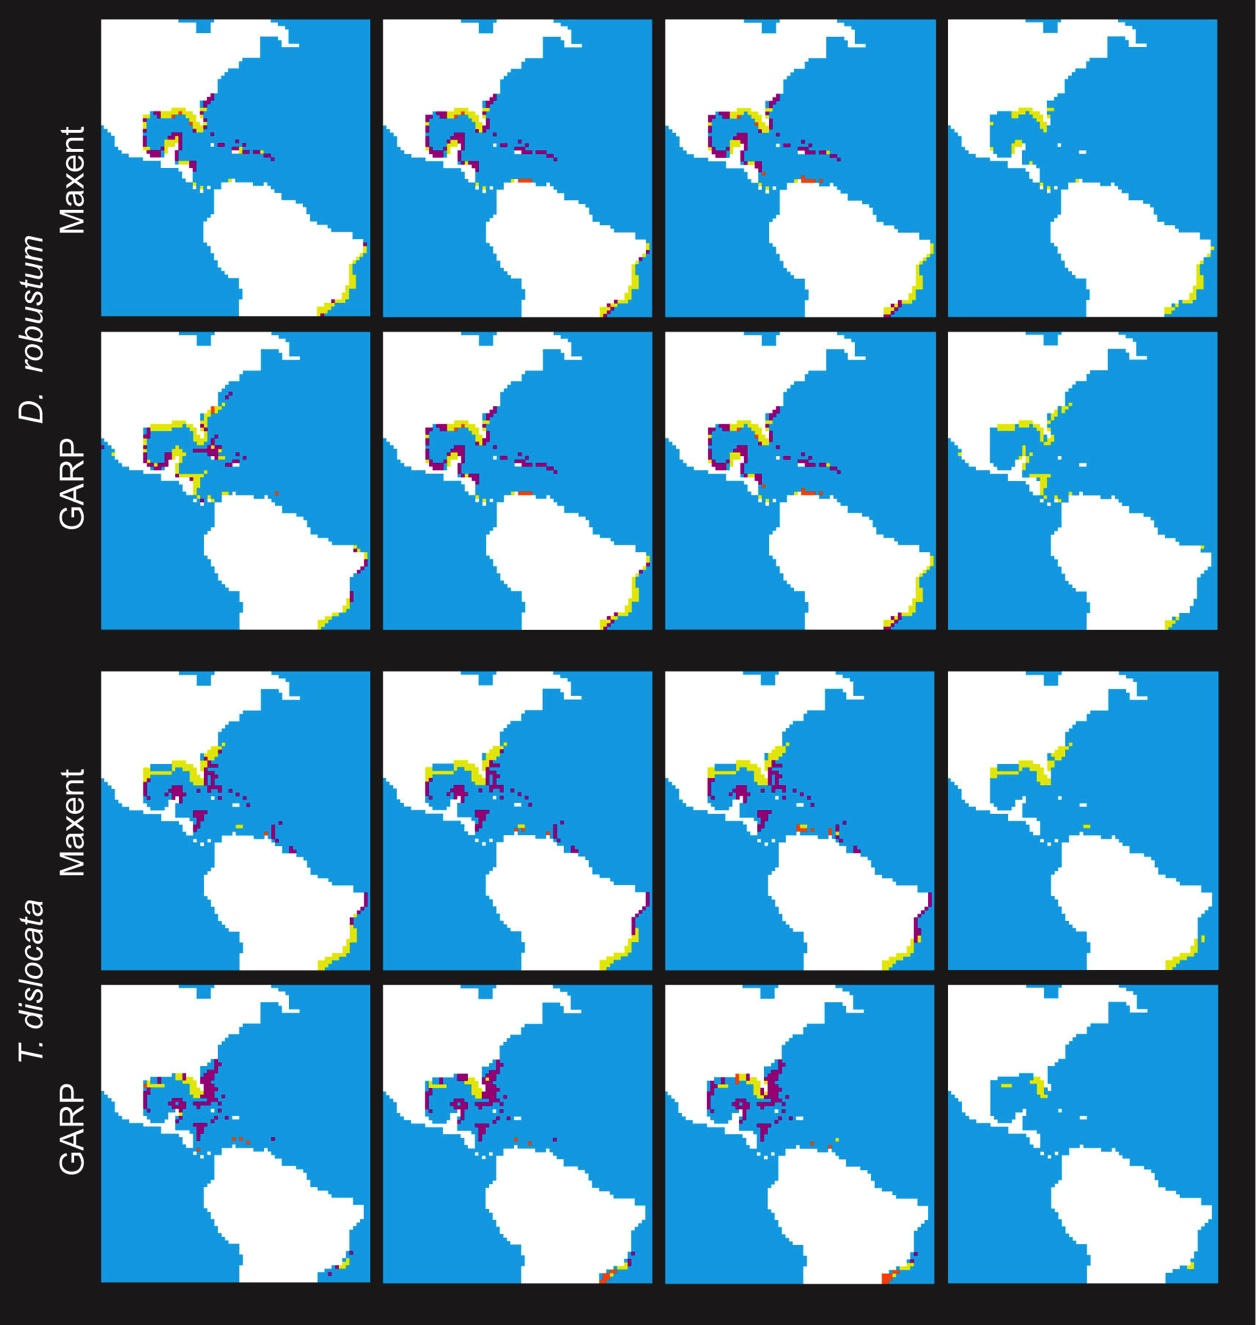 D. robustum
Maxent
GARP
T. dislocata
Maxent
GARP